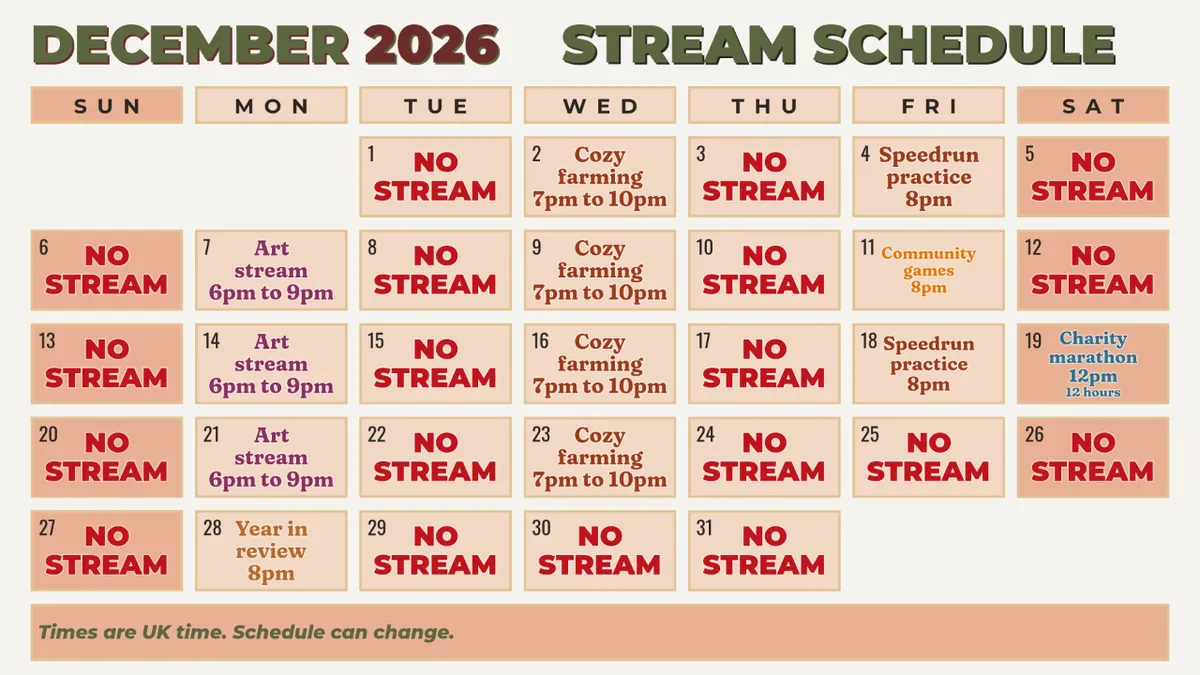 DECEMBER 2026 STREAM SCHEDULE
SUN MON TUE WED THU FRI SAT
1 NO
STREAM
2 Cozy
farming
7pm to 10pm
3 NO
STREAM
4 Speedrun
practice
8pm
5 NO
STREAM
6 NO
STREAM
7 Art
stream
6pm to 9pm
8 NO
STREAM
9 Cozy
farming
7pm to 10pm
10 NO
STREAM
11 Community
games
8pm
12 NO
STREAM
13 NO
STREAM
14 Art
stream
6pm to 9pm
15 NO
STREAM
16 Cozy
farming
7pm to 10pm
17 NO
STREAM
18 Speedrun
practice
8pm
19 Charity
marathon
12pm
12 hours
20 NO
STREAM
21 Art
stream
6pm to 9pm
22 NO
STREAM
23 Cozy
farming
7pm to 10pm
24 NO
STREAM
25 NO
STREAM
26 NO
STREAM
27 NO
STREAM
28 Year in
review
8pm
29 NO
STREAM
30 NO
STREAM
31 NO
STREAM
Times are UK time. Schedule can change.